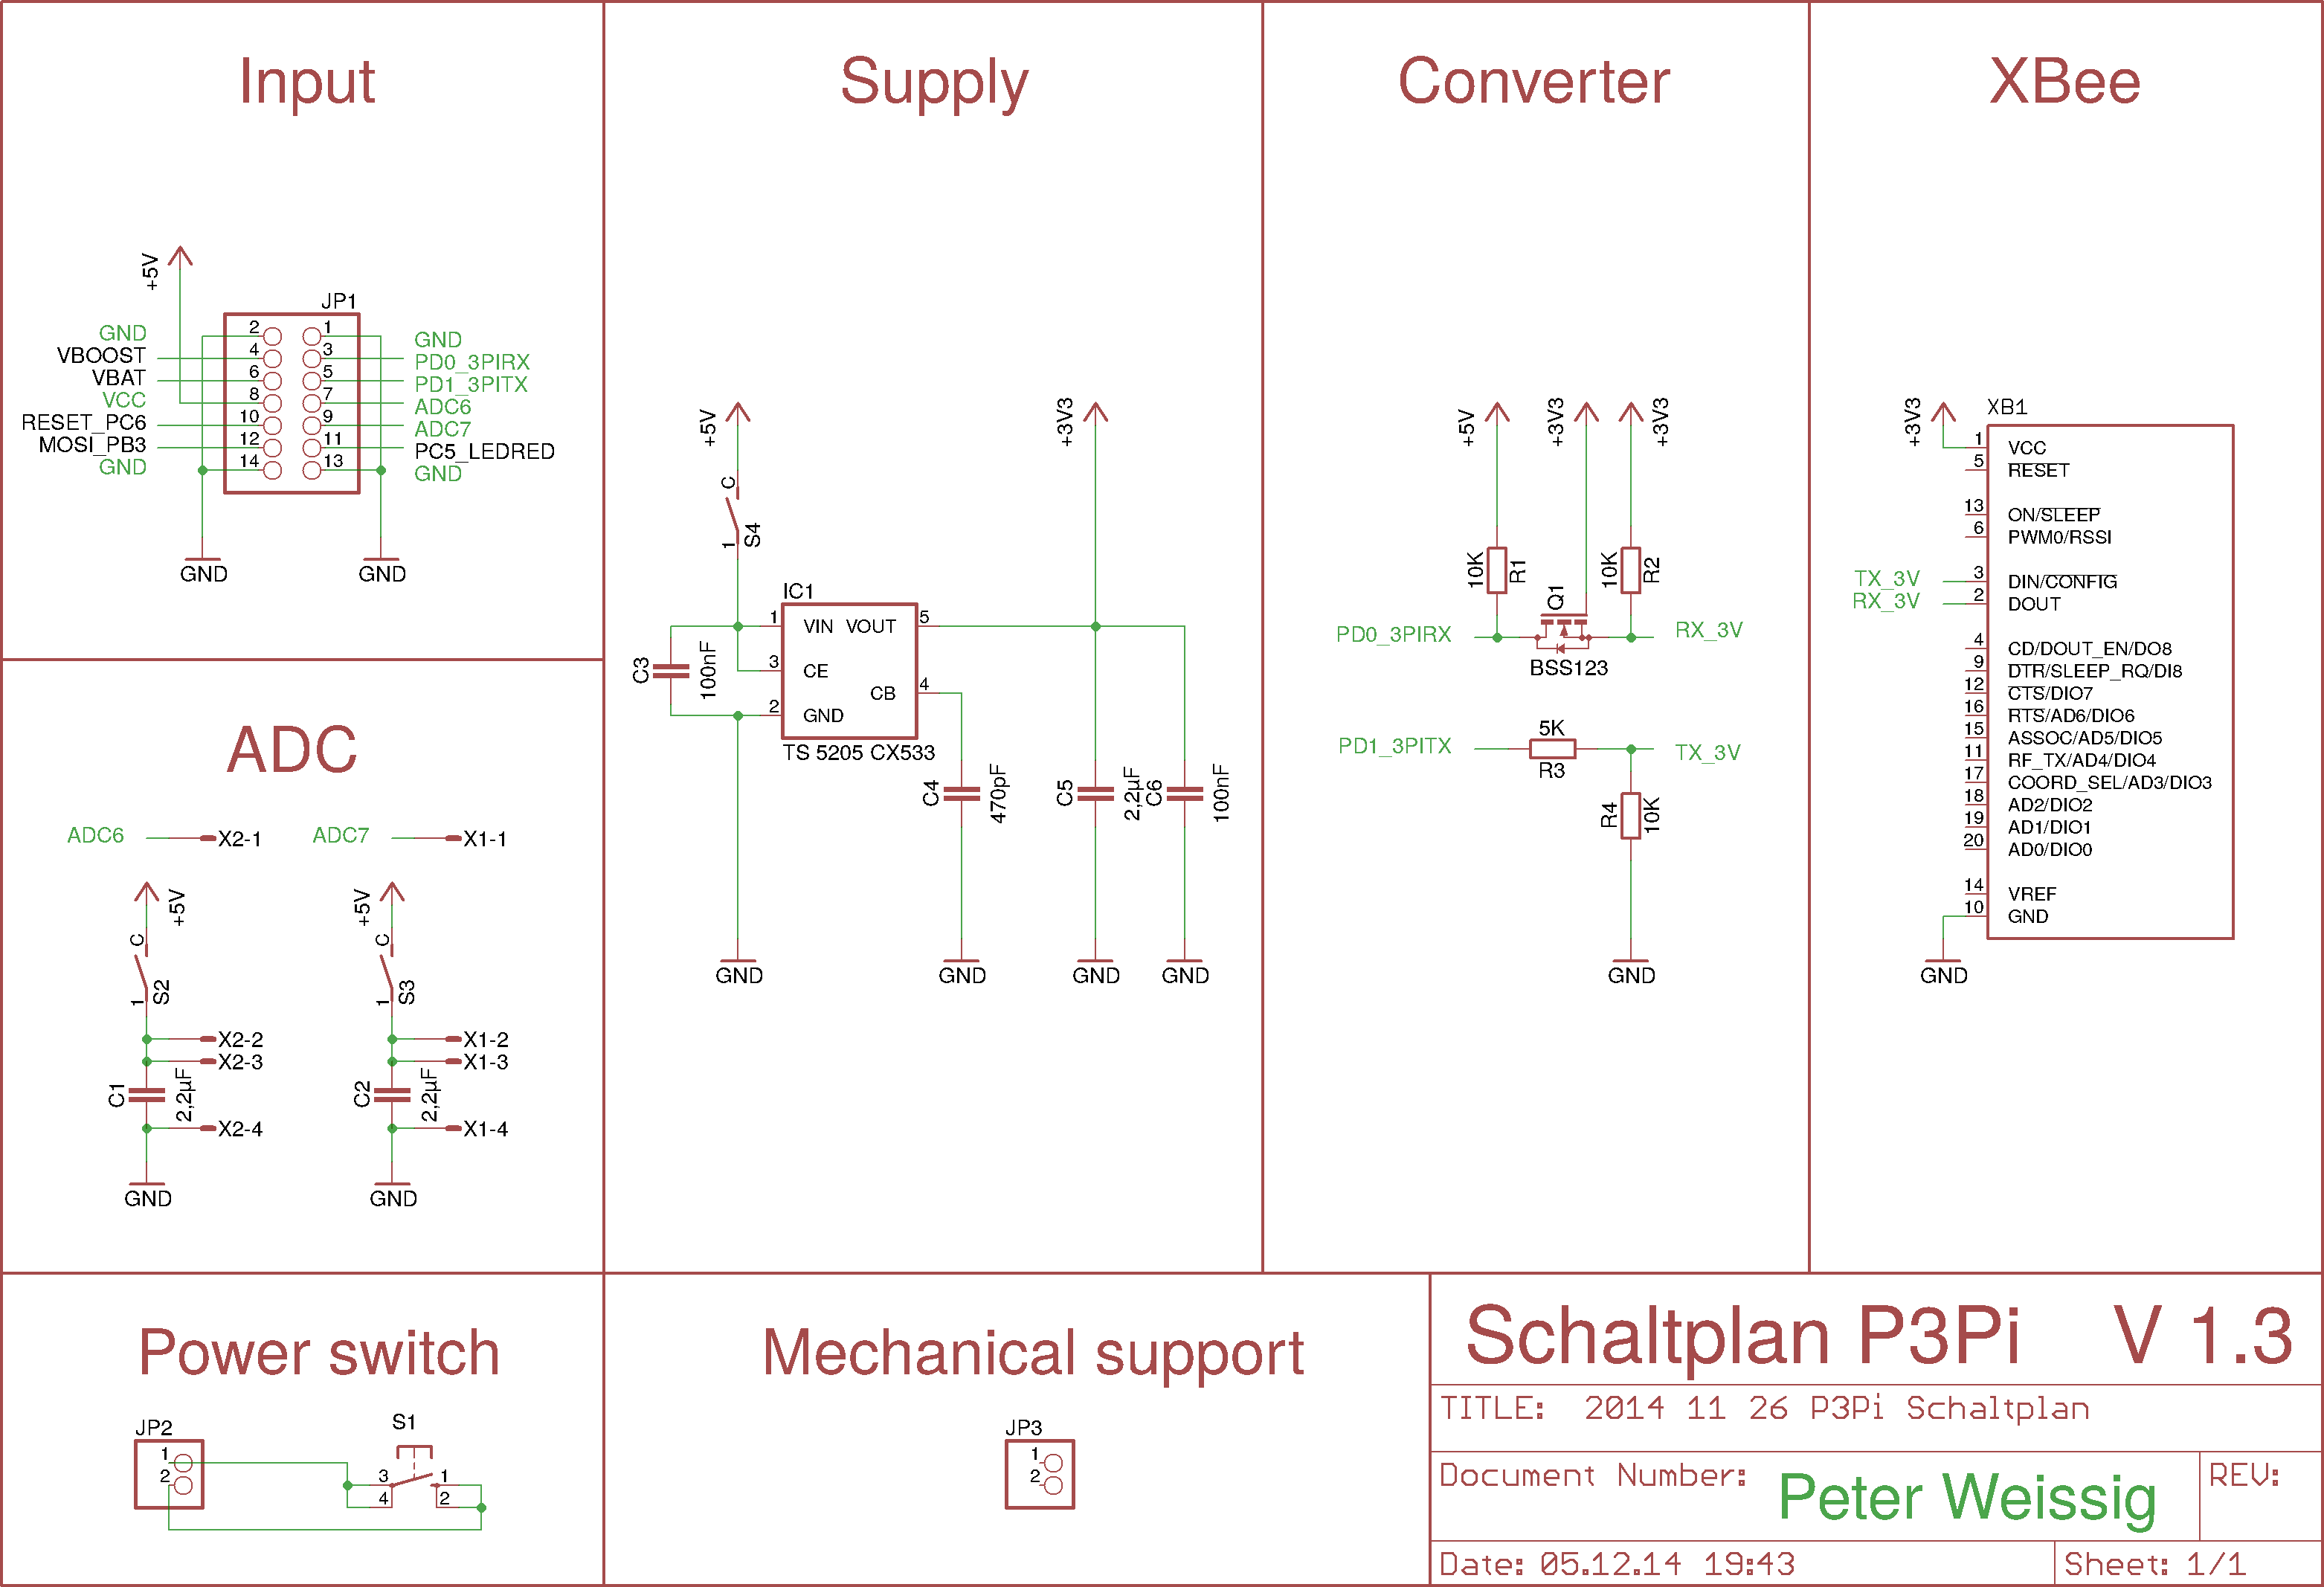 Input
+5V
JP1
GND 2 1 GND
VBOOST 4 3 PD0_3PIRX
VBAT 6 5 PD1_3PITX
VCC 8 7 ADC6
RESET_PC6 10 9 ADC7
MOSI_PB3 12 11 PC5_LEDRED
GND 14 13 GND
GND GND
ADC
ADC6 X2-1 ADC7 X1-1
+5V +5V
C C
1 S2 1 S3
X2-2 X1-2
X2-3 X1-3
C1 2,2µF C2 2,2µF
X2-4 X1-4
GND GND
Supply
+5V +3V3
C
1 S4
IC1
1 VIN VOUT 5
C3 100nF 3 CE
CB 4
2 GND
TS 5205 CX533
C4 470pF C5 2,2µF C6 100nF
GND GND GND GND
Converter
+5V +3V3 +3V3
10K R1 Q1 10K R2
PD0_3PIRX RX_3V
BSS123
5K
PD1_3PITX TX_3V
R3
R4 10K
GND
XBee
+3V3 XB1
1 VCC
5 RESET
13 ON/SLEEP
6 PWM0/RSSI
TX_3V 3 DIN/CONFIG
RX_3V 2 DOUT
4 CD/DOUT_EN/DO8
9 DTR/SLEEP_RQ/DI8
12 CTS/DIO7
16 RTS/AD6/DIO6
15 ASSOC/AD5/DIO5
11 RF_TX/AD4/DIO4
17 COORD_SEL/AD3/DIO3
18 AD2/DIO2
19 AD1/DIO1
20 AD0/DIO0
14 VREF
10 GND
GND
Power switch
JP2 S1
1
2 3 1
4 2
Mechanical support
JP3
1
2
Schaltplan P3Pi V 1.3
TITLE: 2014 11 26 P3Pi Schaltplan
Document Number: Peter Weissig REV:
Date: 05.12.14 19:43 Sheet: 1/1